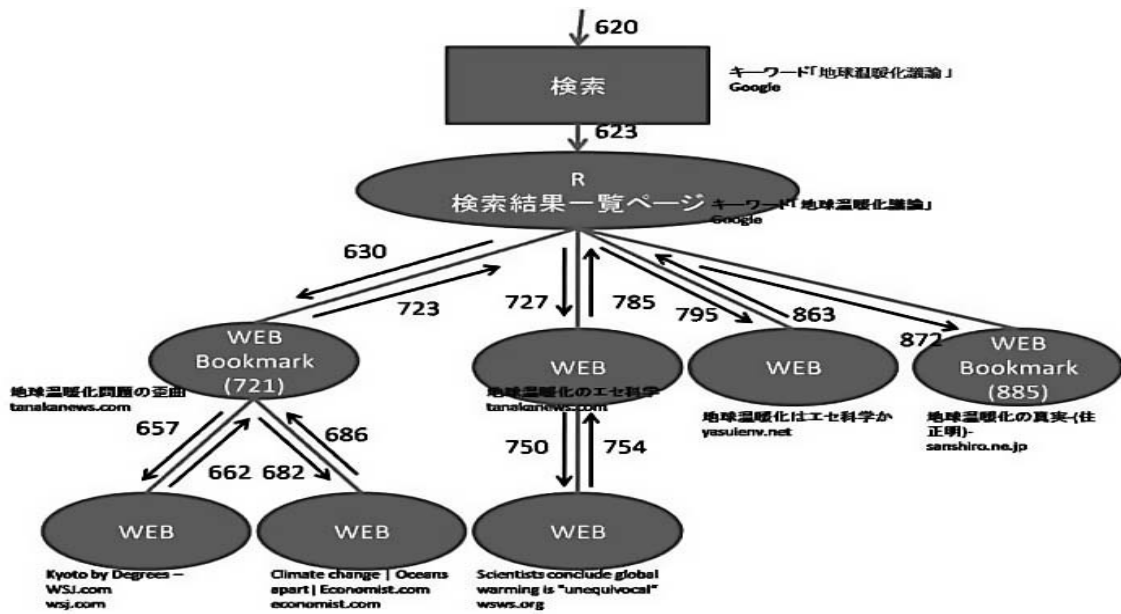 620
検索
キーワード「地球温暖化議論」
Google
623
R
検索結果一覧ページ
キーワード「地球温暖化議論」
Google
630
723
727
785
795
863
872
WEB
Bookmark
(721)
地球温暖化問題の歪曲
tanakanews.com
WEB
地球温暖化のエセ科学
tanakanews.com
WEB
地球温暖化はエセ科学か
yasuienv.net
WEB
Bookmark
(885)
地球温暖化の真実-(住
正明)-
sanshiro.ne.jp
657
662
682
686
750
754
WEB
Kyoto by Degrees –
WSJ.com
wsj.com
WEB
Climate change | Oceans
apart | Economist.com
economist.com
WEB
Scientists conclude global
warming is "unequivocal"
wsws.org